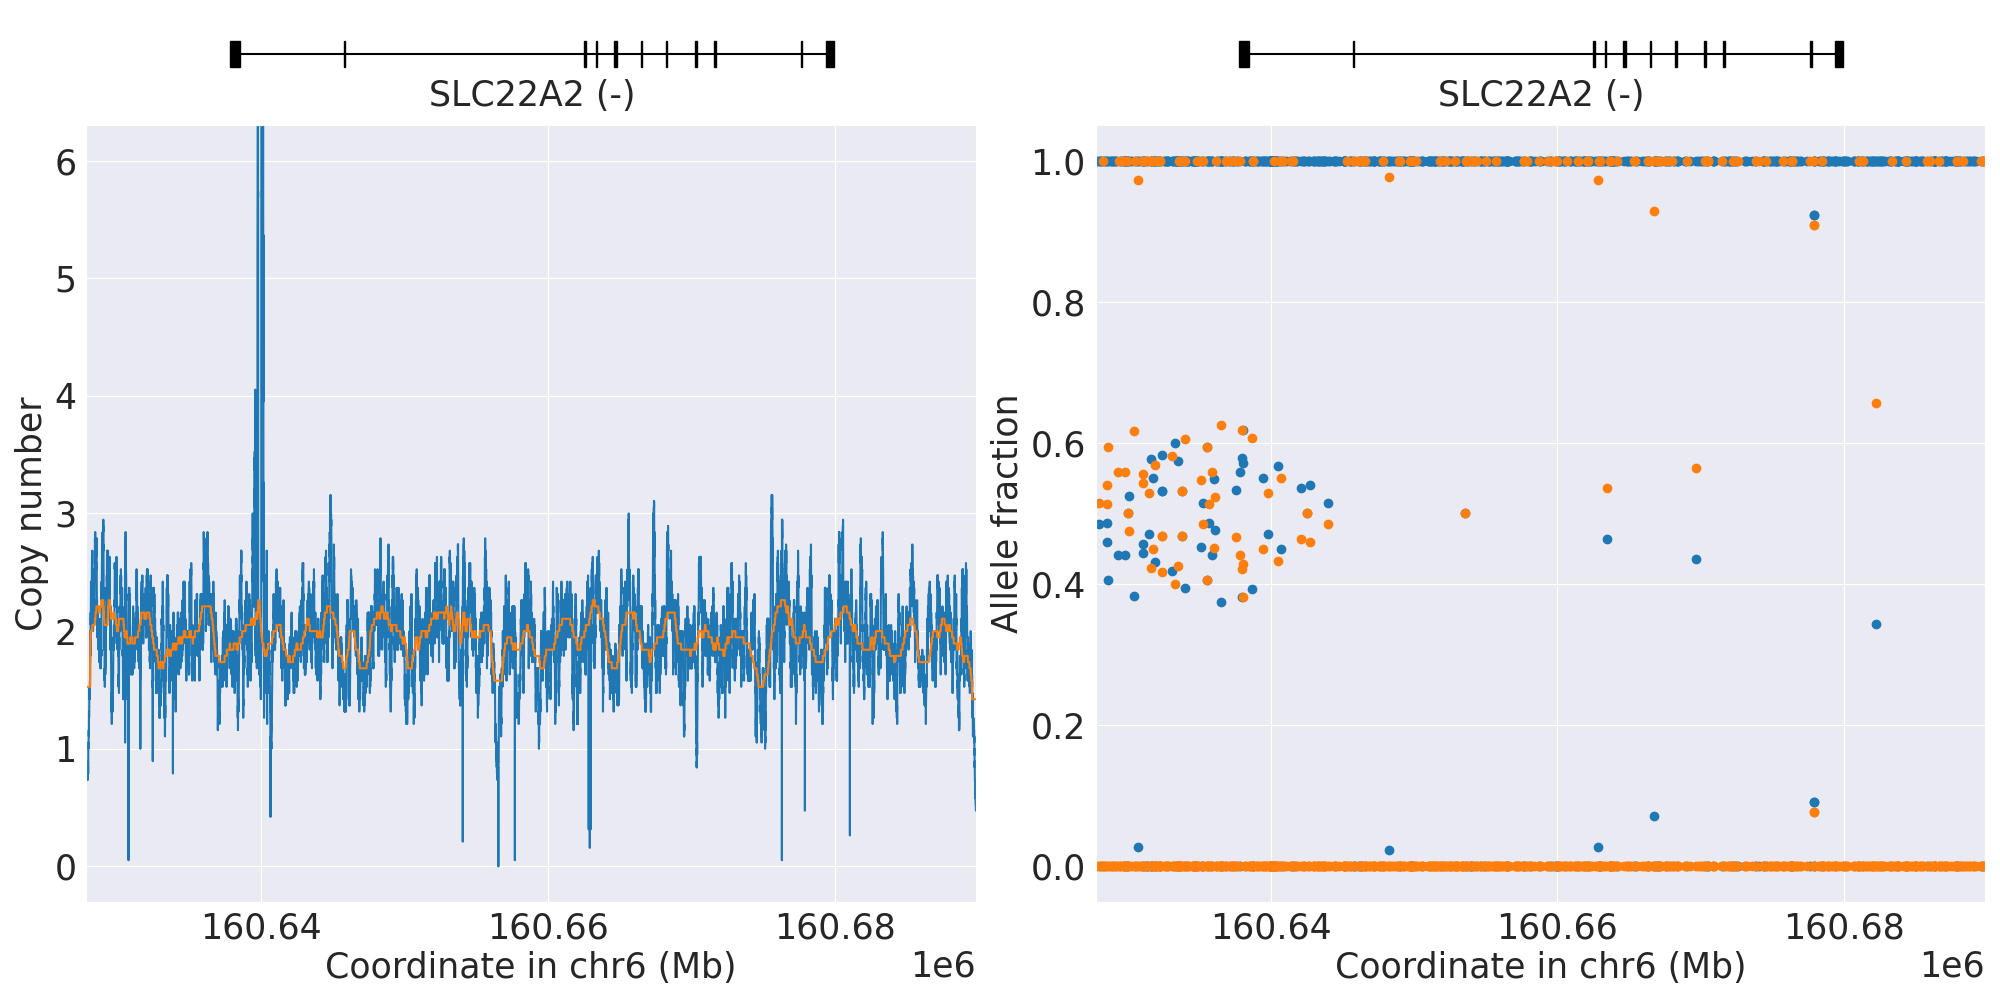 SLC22A2 (-)
6
5
4
3
2
1
0
Copy number
160.64
160.66
160.68
Coordinate in chr6 (Mb)
1e6
SLC22A2 (-)
1.0
0.8
0.6
0.4
0.2
0.0
Allele fraction
160.64
160.66
160.68
Coordinate in chr6 (Mb)
1e6